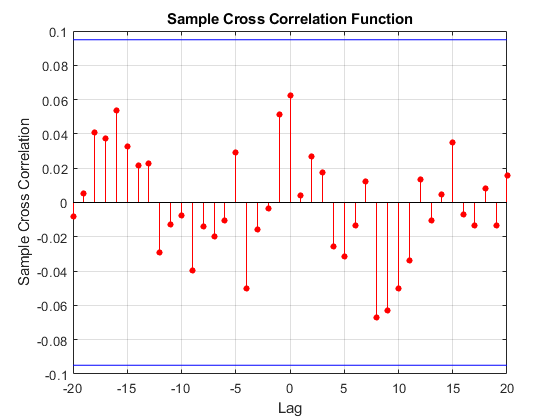 Sample Cross Correlation Function
Sample Cross Correlation
0.1
0.08
0.06
0.04
0.02
0
-0.02
-0.04
-0.06
-0.08
-0.1
-20 -15 -10 -5 0 5 10 15 20
Lag